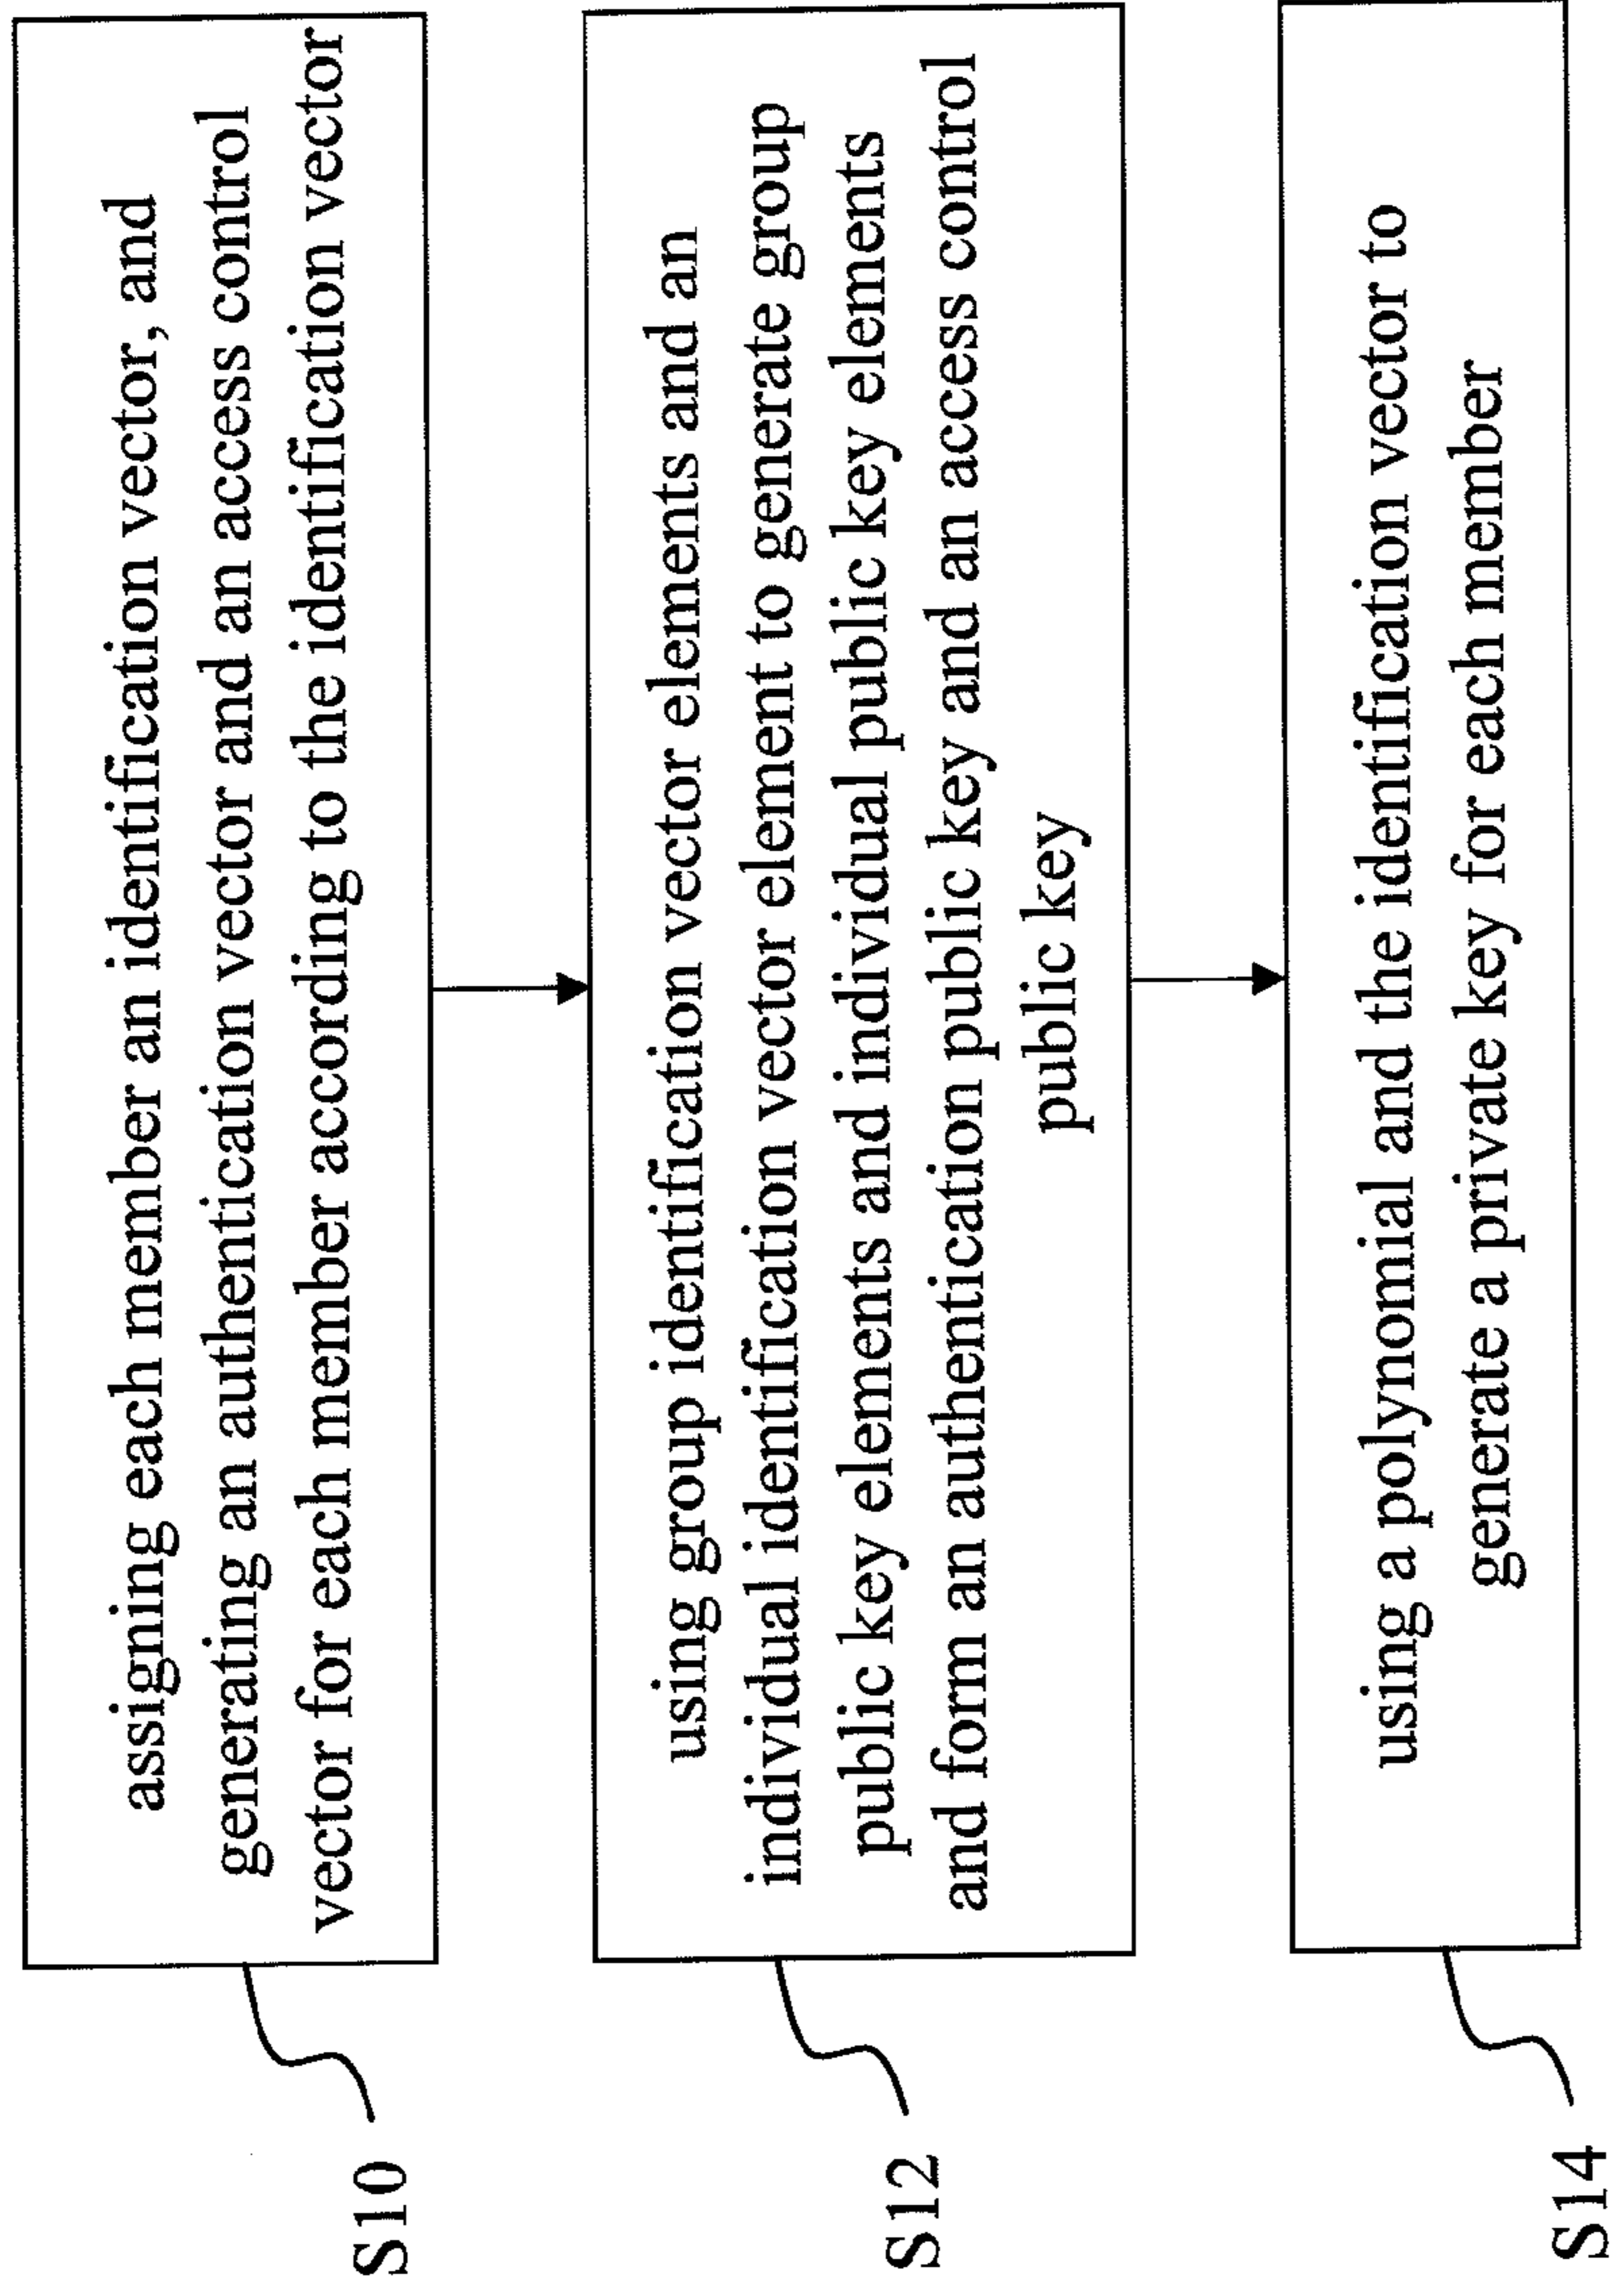 assigning each member an identification vector, and
generating an authentication vector and an access control
vector for each member according to the identification vector
S10
using group identification vector elements and an
individual identification vector element to generate group
public key elements and individual public key elements
and form an authentication public key and an access control
public key
S12
using a polynomial and the identification vector to
generate a private key for each member
S14